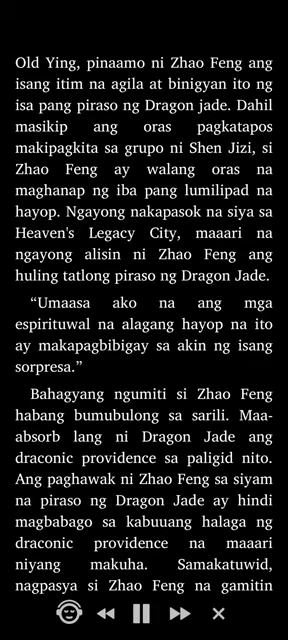 Old Ying, pinaamo ni Zhao Feng ang
isang itim na agila at binigyan ito ng
isa pang piraso ng Dragon jade. Dahil
masikip ang oras pagkatapos
makipagkita sa grupo ni Shen Jizi, si
Zhao Feng ay walang oras na
maghanap ng iba pang lumilipad na
hayop. Ngayong nakapasok na siya sa
Heaven's Legacy City, maaari na
ngayong alisin ni Zhao Feng ang
huling tatlong piraso ng Dragon Jade.
“Umaasa ako na ang mga
espirituwal na alagang hayop na ito
ay makapagbibigay sa akin ng isang
sorpresa.”
Bahagyang ngumiti si Zhao Feng
habang bumubulong sa sarili. Maa-
absorb lang ni Dragon Jade ang
draconic providence sa paligid nito.
Ang paghawak ni Zhao Feng sa siyam
na piraso ng Dragon Jade ay hindi
magbabago sa kabuuang halaga ng
draconic providence na maaari
niyang makuha. Samakatuwid,
nagpasya si Zhao Feng na gamitin